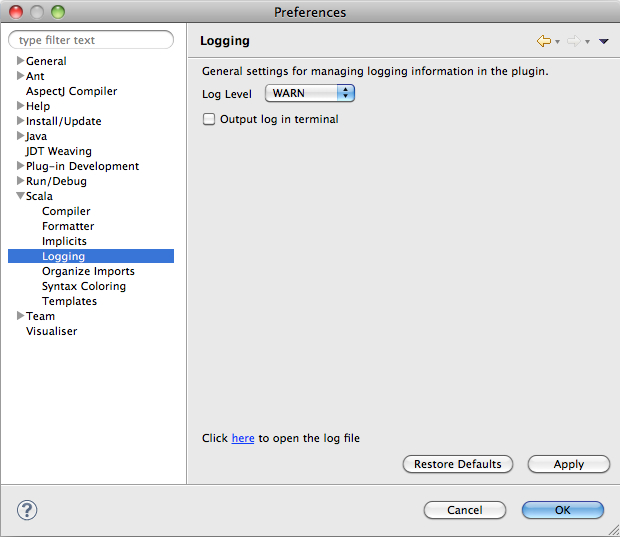 Preferences
type filter text
General
Ant
AspectJ Compiler
Help
Install/Update
Java
JDT Weaving
Plug-in Development
Run/Debug
Scala
Compiler
Formatter
Implicits
Logging
Organize Imports
Syntax Coloring
Templates
Team
Visualiser
Logging
General settings for managing logging information in the plugin.
Log Level WARN
Output log in terminal
Click here to open the log file
Restore Defaults Apply
? Cancel OK